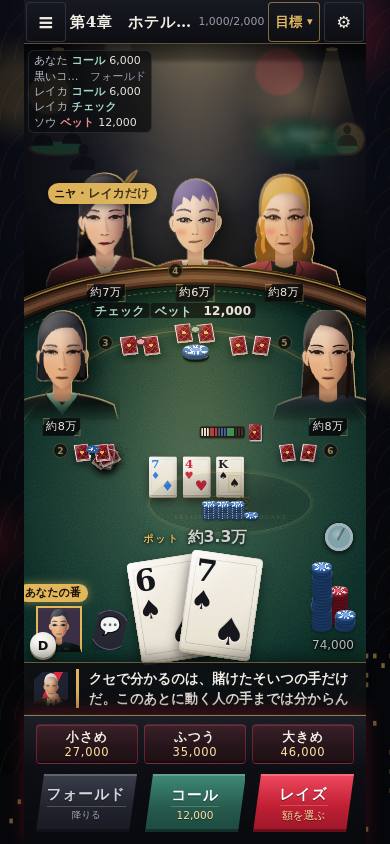 第4章 ホテル… 1,000/2,000 目標 ▾
あなた コール 6,000
黒いコ… フォールド
レイカ コール 6,000
レイカ チェック
ソウ ベット 12,000
ニヤ・レイカだけ
4
約7万 約6万 約8万
チェック ベット 12,000
3 5
約8万 約8万
2 6
7 4 K
ポット 約3.3万
6 7
あなたの番
D
74,000
クセで分かるのは、賭けたそいつの手だけ
だ。このあとに動く人の手までは分からん
小さめ ふつう 大きめ
27,000 35,000 46,000
フォールド コール レイズ
降りる 12,000 額を選ぶ